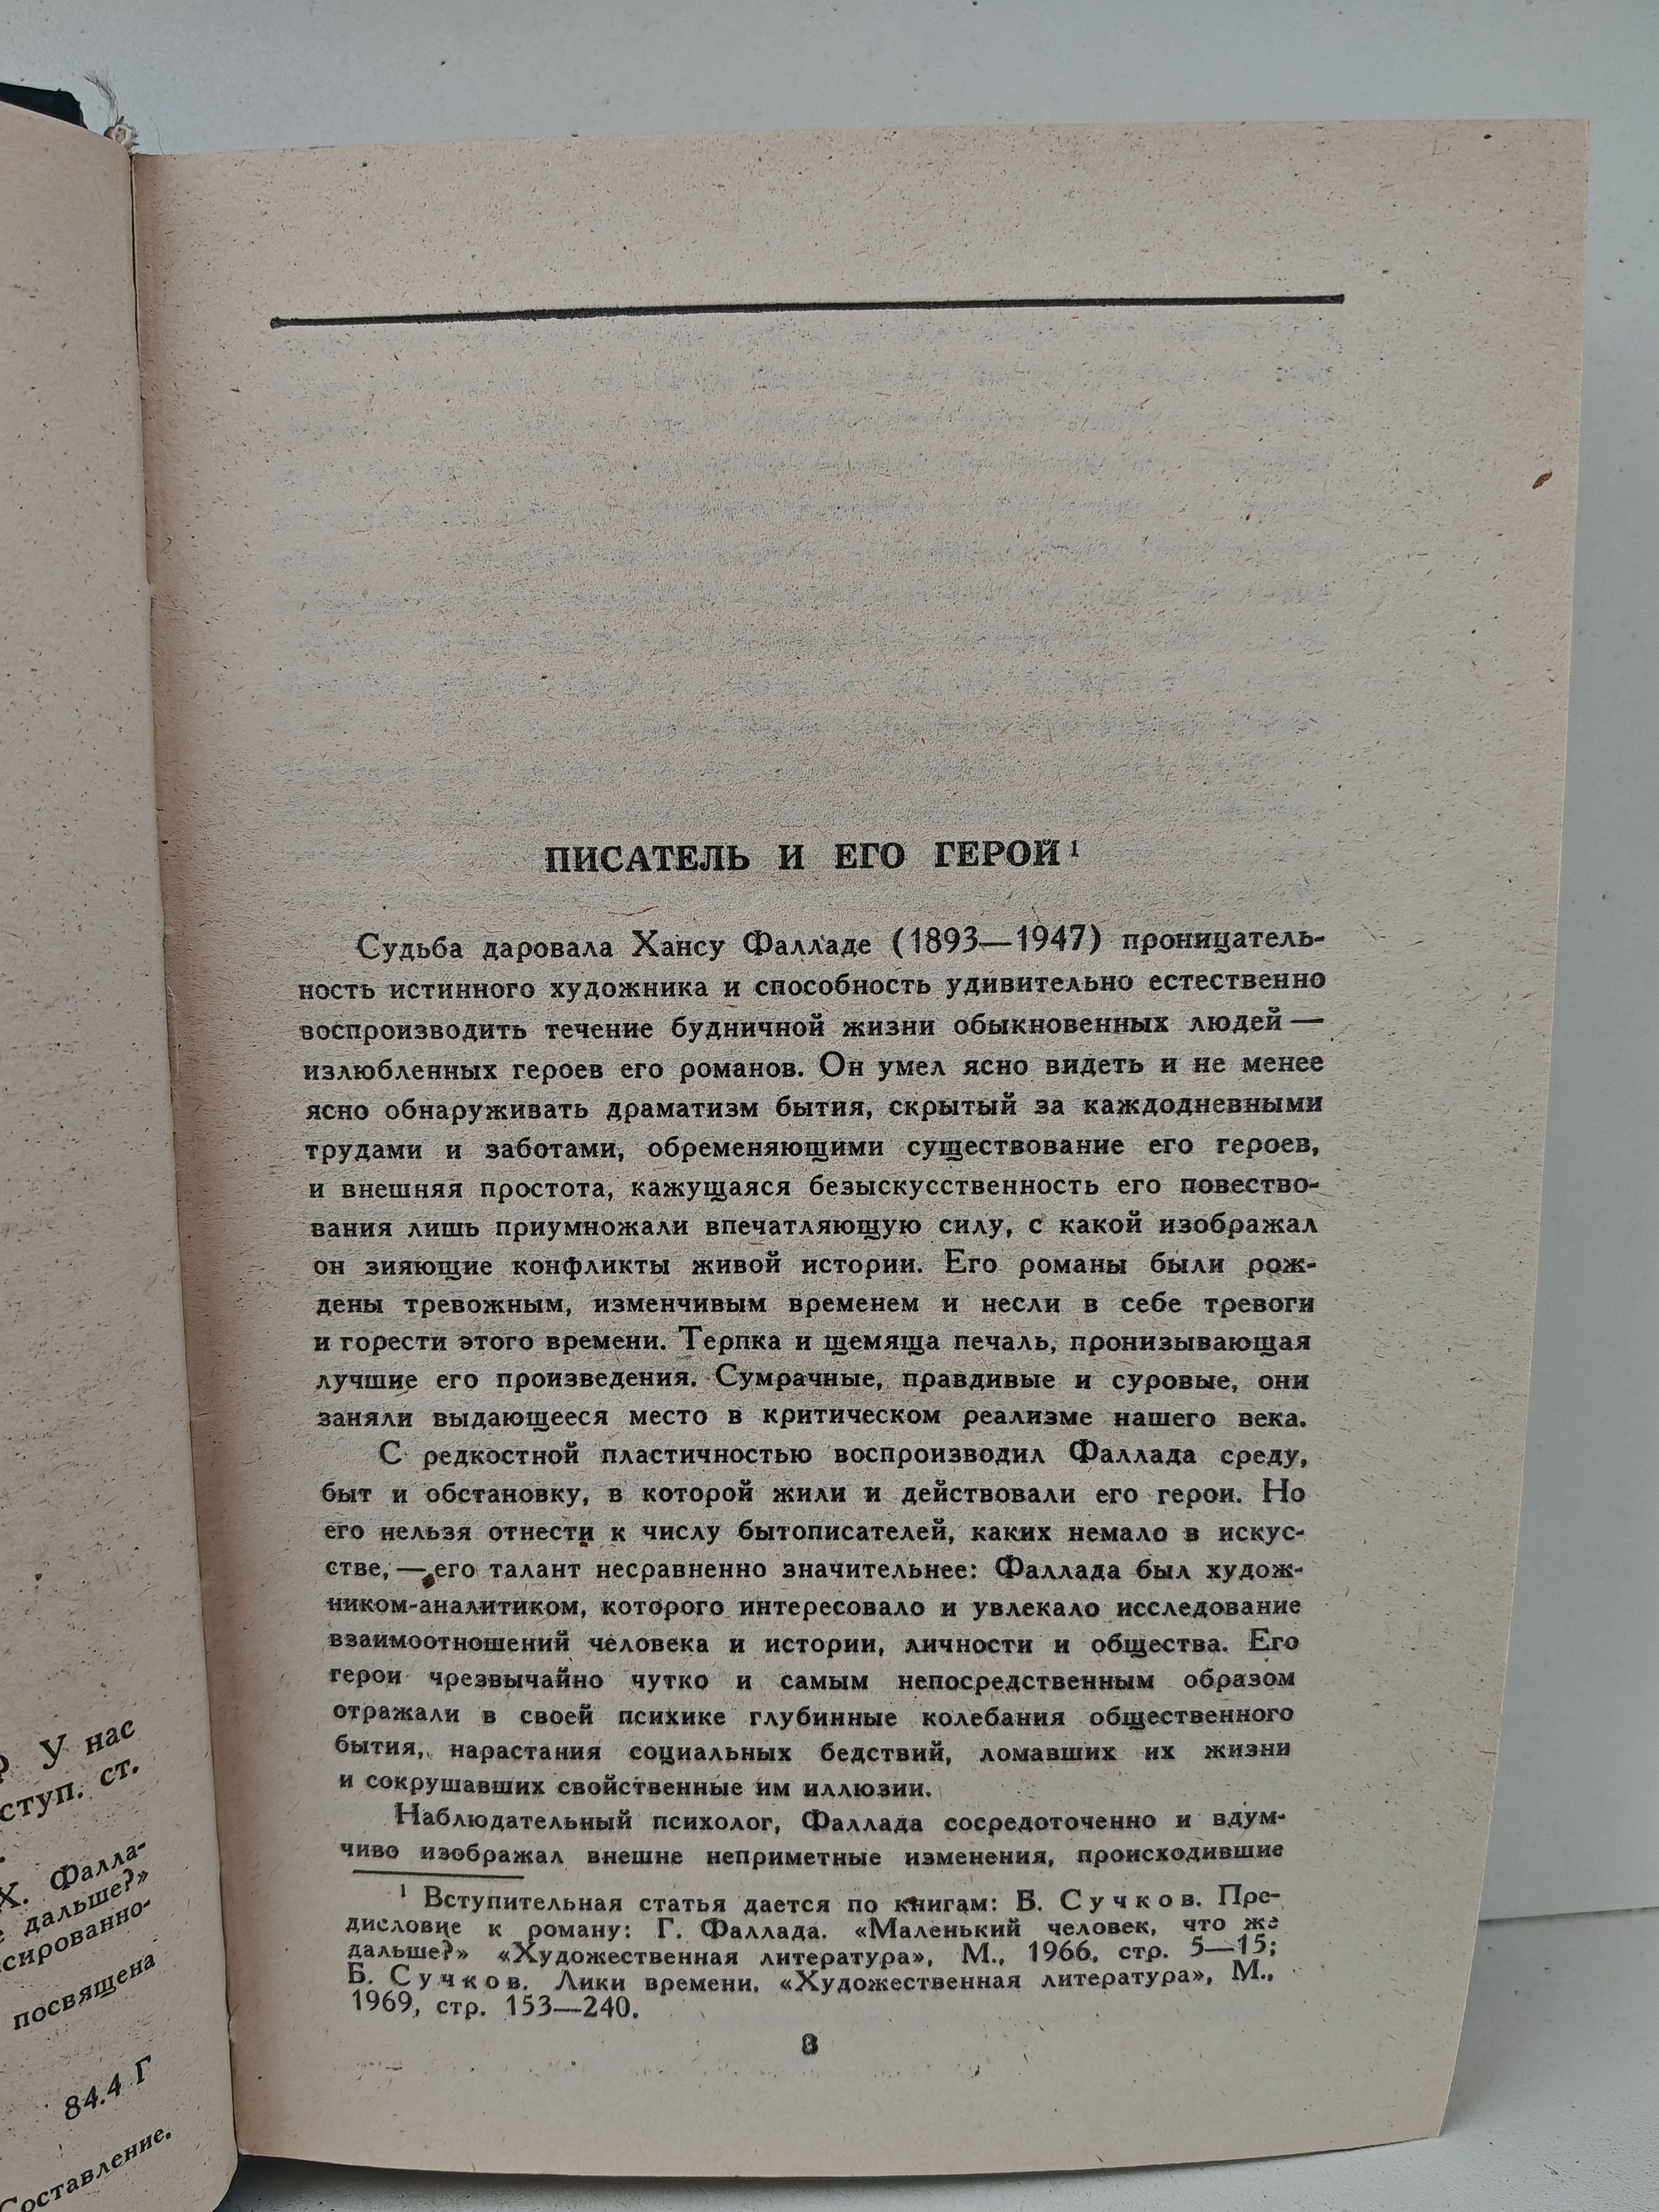 У нас
ступ. ст.
Х. Фалла-
дальше?»
сированно-
посвящена
84.4 Г
Составление.
ПИСАТЕЛЬ И ЕГО ГЕРОЙ ¹
Судьба даровала Хансу Фалладе (1893—1947) проницатель-
ность истинного художника и способность удивительно естественно
воспроизводить течение будничной жизни обыкновенных людей —
излюбленных героев его романов. Он умел ясно видеть и не менее
ясно обнаруживать драматизм бытия, скрытый за каждодневными
трудами и заботами, обременяющими существование его героев,
и внешняя простота, кажущаяся безыскусственность его повество-
вания лишь приумножали впечатляющую силу, с какой изображал
он зияющие конфликты живой истории. Его романы были рож-
дены тревожным, изменчивым временем и несли в себе тревоги
и горести этого времени. Терпка и щемяща печаль, пронизывающая
лучшие его произведения. Сумрачные, правдивые и суровые, они
заняли выдающееся место в критическом реализме нашего века.
С редкостной пластичностью воспроизводил Фаллада среду,
быт и обстановку, в которой жили и действовали его герои. Но
его нельзя отнести к числу бытописателей, каких немало в искус-
стве, — его талант несравненно значительнее: Фаллада был худож-
ником-аналитиком, которого интересовало и увлекало исследование
взаимоотношений человека и истории, личности и общества. Его
герои чрезвычайно чутко и самым непосредственным образом
отражали в своей психике глубинные колебания общественного
бытия, нарастания социальных бедствий, ломавших их жизни
и сокрушавших свойственные им иллюзии.
Наблюдательный психолог, Фаллада сосредоточенно и вдум-
чиво изображал внешне неприметные изменения, происходившие
¹ Вступительная статья дается по книгам: Б. Сучков. Пре-
дисловие к роману: Г. Фаллада. «Маленький человек, что же
дальше?» «Художественная литература», М., 1966, стр. 5—15;
Б. Сучков. Лики времени. «Художественная литература», М.,
1969, стр. 153—240.
3